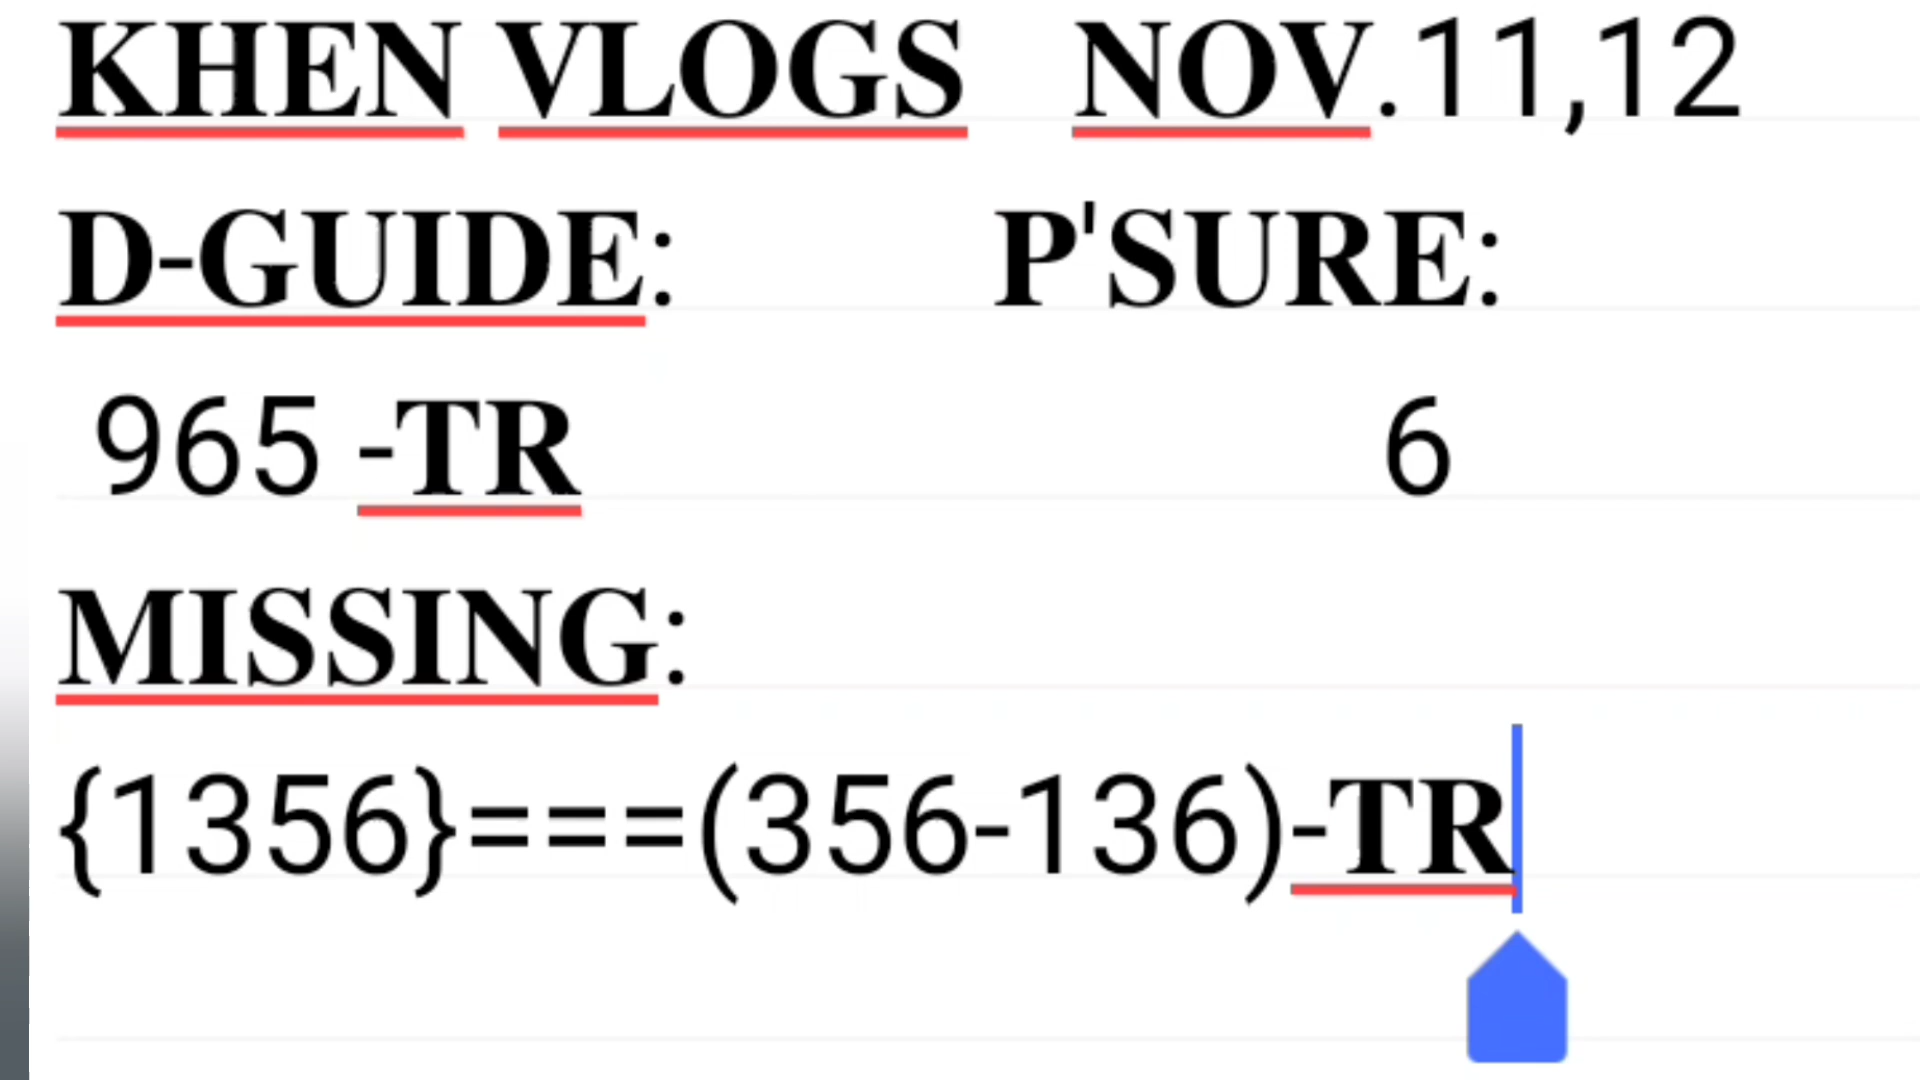 KHEN VLOGS NOV.11,12
D-GUIDE: P'SURE:
965 -TR 6
MISSING:
{1356}===(356-136)-TR